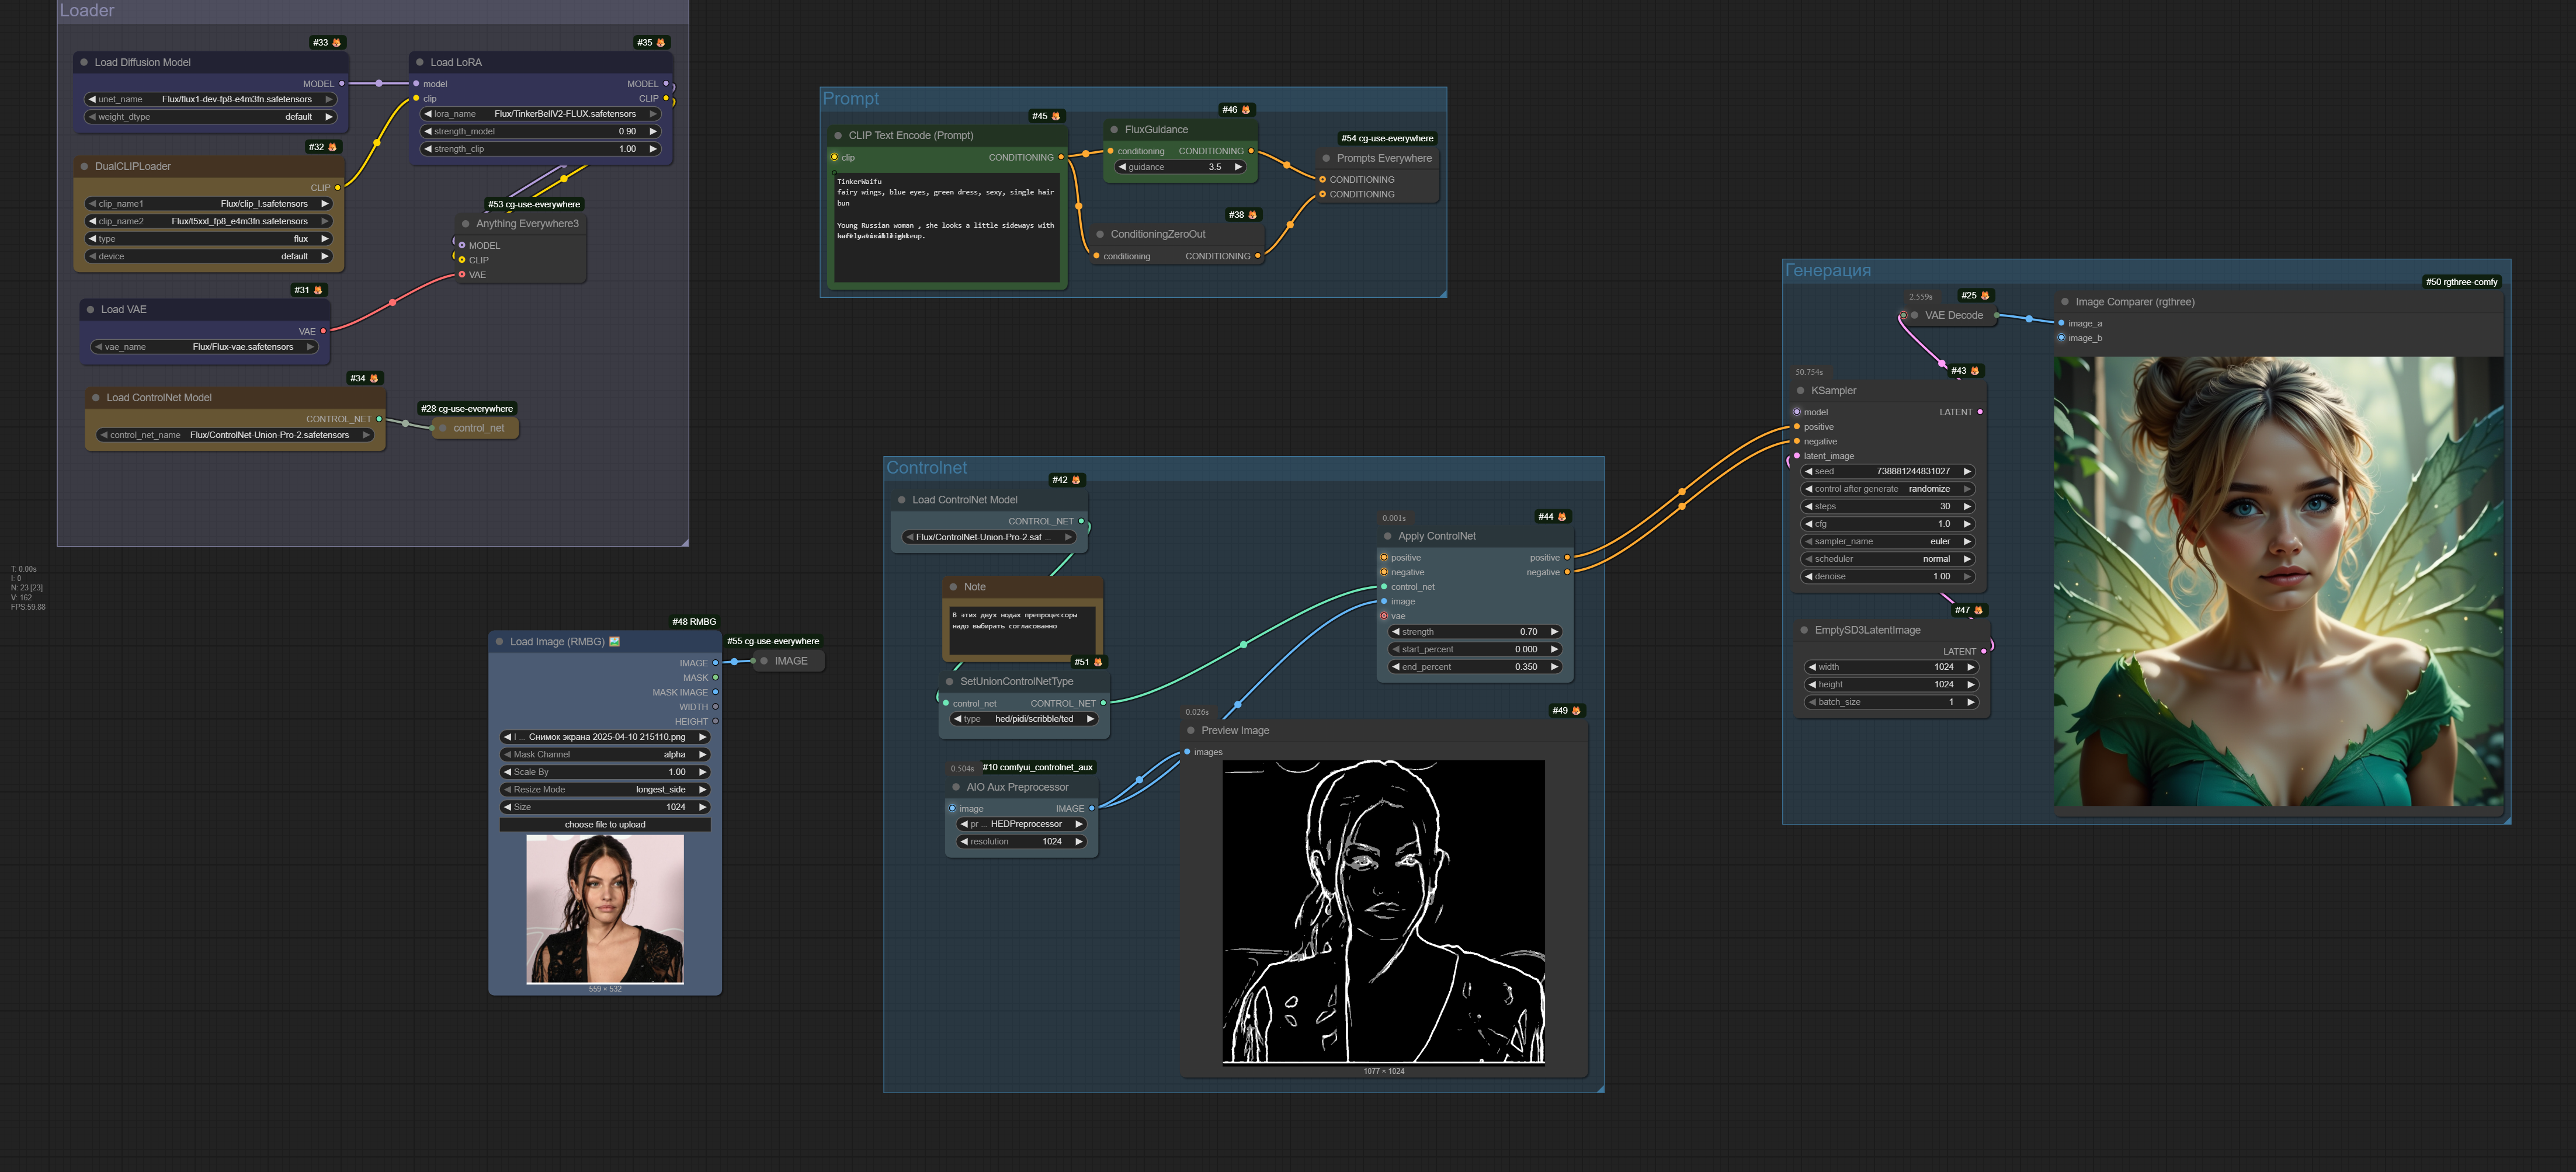 Loader
#33
Load Diffusion Model
MODEL
unet_name Flux/flux1-dev-fp8-e4m3fn.safetensors
weight_dtype default
#35
Load LoRA
model MODEL
clip CLIP
lora_name Flux/TinkerBellV2-FLUX.safetensors
strength_model 0.90
strength_clip 1.00
#32
DualCLIPLoader
CLIP
clip_name1 Flux/clip_l.safetensors
clip_name2 Flux/t5xxl_fp8_e4m3fn.safetensors
type flux
device default
#53 cg-use-everywhere
Anything Everywhere3
MODEL
CLIP
VAE
#31
Load VAE
VAE
vae_name Flux/Flux-vae.safetensors
#34
Load ControlNet Model
CONTROL_NET
control_net_name Flux/ControlNet-Union-Pro-2.safetensors
#28 cg-use-everywhere
control_net
T: 0.00s
I: 0
N: 23 [23]
V: 162
FPS:59.88
Prompt
#45
CLIP Text Encode (Prompt)
clip CONDITIONING
TinkerWaifu
fairy wings, blue eyes, green dress, sexy, single hair
bun
Young Russian woman , she looks a little sideways with
#46
FluxGuidance
conditioning CONDITIONING
guidance 3.5
#38
ConditioningZeroOut
conditioning CONDITIONING
#54 cg-use-everywhere
Prompts Everywhere
CONDITIONING
CONDITIONING
#48 RMBG
Load Image (RMBG)
IMAGE
MASK
MASK IMAGE
WIDTH
HEIGHT
i ... Снимок экрана 2025-04-10 215110.png
Mask Channel alpha
Scale By 1.00
Resize Mode longest_side
Size 1024
choose file to upload
559 × 532
#55 cg-use-everywhere
IMAGE
Controlnet
#42
Load ControlNet Model
CONTROL_NET
Flux/ControlNet-Union-Pro-2.saf ...
Note
В этих двух нодах препроцессоры
надо выбирать согласованно
#51
SetUnionControlNetType
control_net CONTROL_NET
type hed/pidi/scribble/ted
0.504s
#10 comfyui_controlnet_aux
AIO Aux Preprocessor
image IMAGE
pr ... HEDPreprocessor
resolution 1024
0.001s
#44
Apply ControlNet
positive positive
negative negative
control_net
image
vae
strength 0.70
start_percent 0.000
end_percent 0.350
0.026s
#49
Preview Image
images
1077 × 1024
Генерация
2.559s
#25
VAE Decode
50.754s
#43
KSampler
model LATENT
positive
negative
latent_image
seed 738881244831027
control after generate randomize
steps 30
cfg 1.0
sampler_name euler
scheduler normal
denoise 1.00
#47
EmptySD3LatentImage
LATENT
width 1024
height 1024
batch_size 1
#50 rgthree-comfy
Image Comparer (rgthree)
image_a
image_b